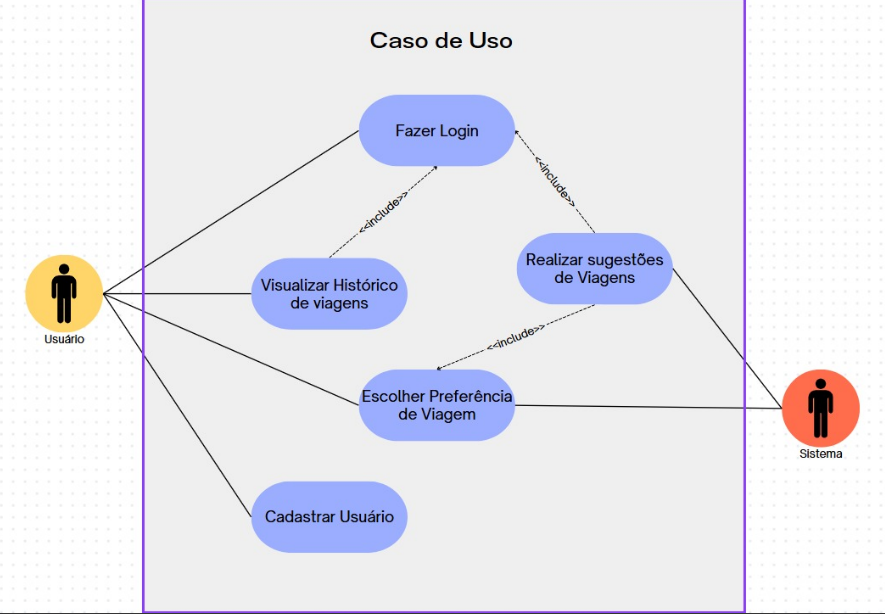 Caso de Uso
Fazer Login
<<include>>
<<include>>
Visualizar Histórico
de viagens
Realizar sugestões
de Viagens
Usuário
<<include>>
Escolher Preferência
de Viagem
Sistema
Cadastrar Usuário